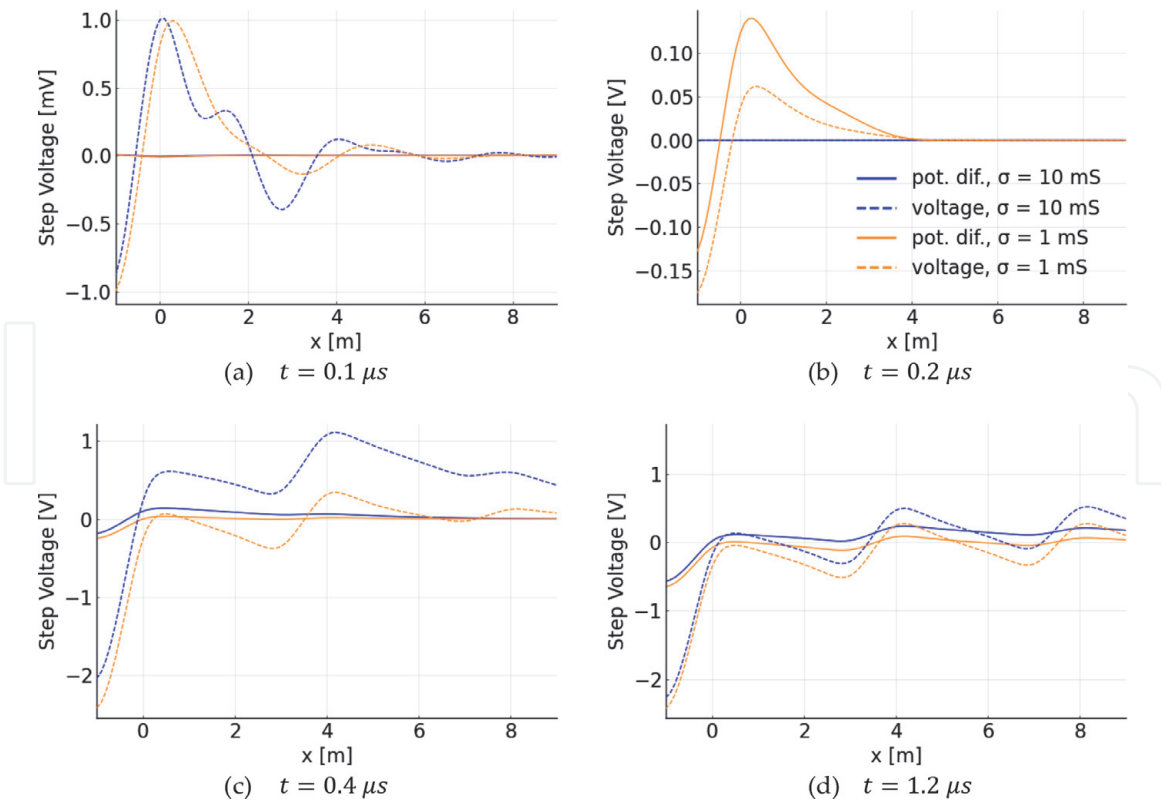 1.0
0.5
0.0
−0.5
−1.0
Step Voltage [mV]
0 2 4 6 8
x [m]
(a) t = 0.1 μs
0.10
0.05
0.00
−0.05
−0.10
−0.15
Step Voltage [V]
pot. dif., σ = 10 mS
voltage, σ = 10 mS
pot. dif., σ = 1 mS
voltage, σ = 1 mS
0 2 4 6 8
x [m]
(b) t = 0.2 μs
1
0
−1
−2
Step Voltage [V]
0 2 4 6 8
x [m]
(c) t = 0.4 μs
1
0
−1
−2
Step Voltage [V]
0 2 4 6 8
x [m]
(d) t = 1.2 μs